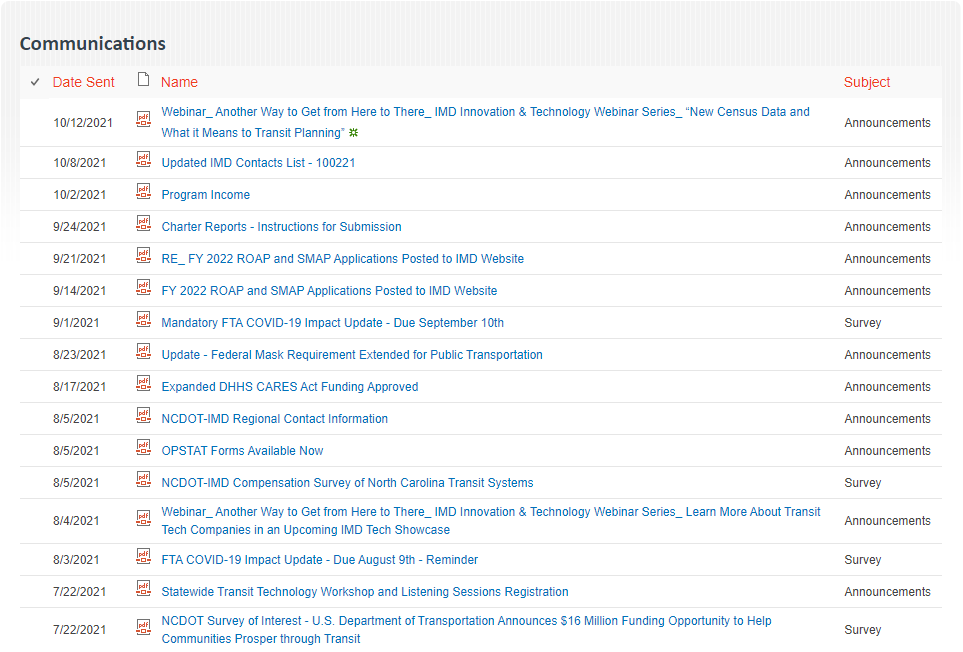 Communications
Date Sent Name Subject
10/12/2021 Webinar_ Another Way to Get from Here to There_ IMD Innovation & Technology Webinar Series_ “New Census Data and
What it Means to Transit Planning” Announcements
10/8/2021 Updated IMD Contacts List - 100221 Announcements
10/2/2021 Program Income Announcements
9/24/2021 Charter Reports - Instructions for Submission Announcements
9/21/2021 RE_ FY 2022 ROAP and SMAP Applications Posted to IMD Website Announcements
9/14/2021 FY 2022 ROAP and SMAP Applications Posted to IMD Website Announcements
9/1/2021 Mandatory FTA COVID-19 Impact Update - Due September 10th Survey
8/23/2021 Update - Federal Mask Requirement Extended for Public Transportation Announcements
8/17/2021 Expanded DHHS CARES Act Funding Approved Announcements
8/5/2021 NCDOT-IMD Regional Contact Information Announcements
8/5/2021 OPSTAT Forms Available Now Announcements
8/5/2021 NCDOT-IMD Compensation Survey of North Carolina Transit Systems Survey
8/4/2021 Webinar_ Another Way to Get from Here to There_ IMD Innovation & Technology Webinar Series_ Learn More About Transit
Tech Companies in an Upcoming IMD Tech Showcase Announcements
8/3/2021 FTA COVID-19 Impact Update - Due August 9th - Reminder Survey
7/22/2021 Statewide Transit Technology Workshop and Listening Sessions Registration Announcements
7/22/2021 NCDOT Survey of Interest - U.S. Department of Transportation Announces $16 Million Funding Opportunity to Help
Communities Prosper through Transit Survey